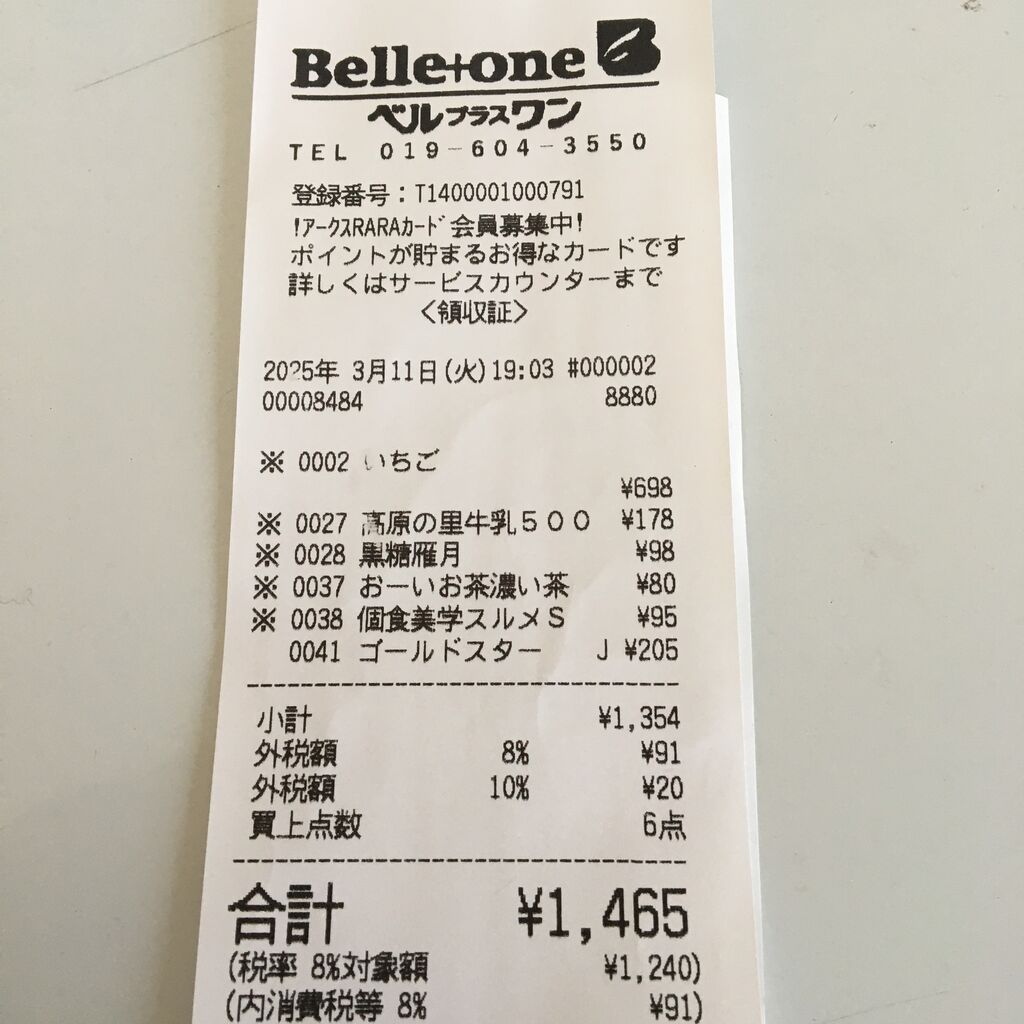 Belle+one
ベルプラスワン
TEL 019-604-3550
登録番号:T1400001000791
!アークスRARAカード会員募集中!
ポイントが貯まるお得なカードです
詳しくはサービスカウンターまで
<領収証>
2025年 3月11日(火)19:03 #000002
00008484 8880
※ 0002 いちご
¥698
※ 0027 高原の里牛乳500 ¥178
※ 0028 黒糖雁月 ¥98
※ 0037 おーいお茶濃い茶 ¥80
※ 0038 個食美学スルメS ¥95
0041 ゴールドスター J ¥205
小計 ¥1,354
外税額 8% ¥91
外税額 10% ¥20
買上点数 6点
合計 ¥1,465
(税率 8%対象額 ¥1,240)
(内消費税等 8% ¥91)